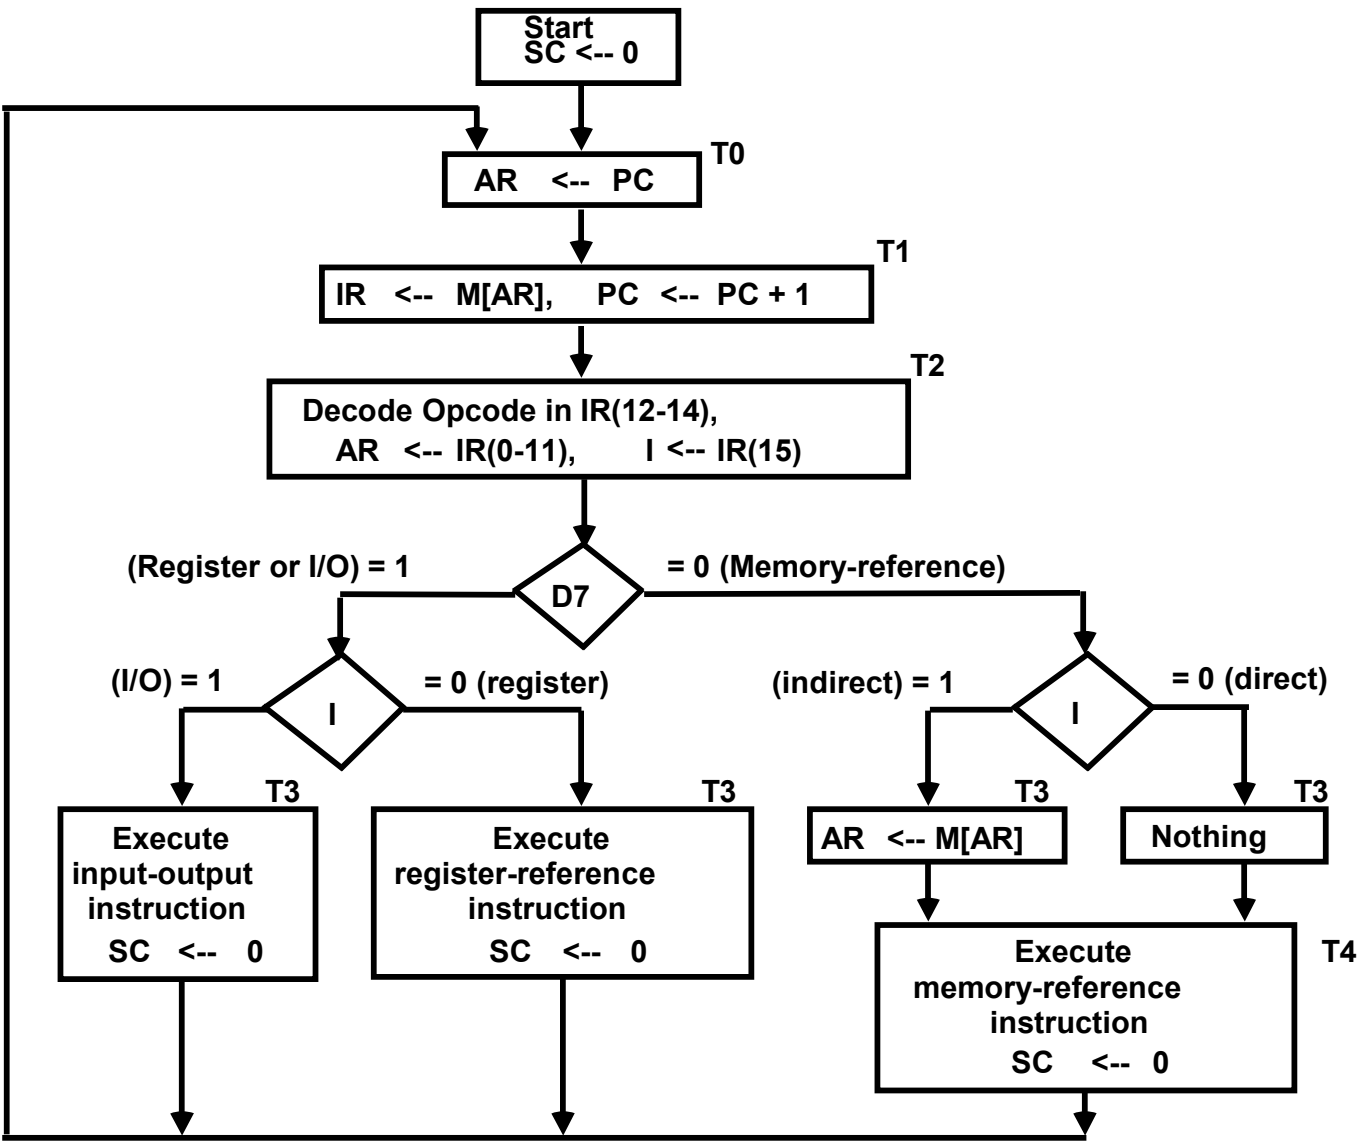 Start
SC <-- 0
T0
AR <-- PC
T1
IR <-- M[AR], PC <-- PC + 1
T2
Decode Opcode in IR(12-14),
AR <-- IR(0-11), I <-- IR(15)
(Register or I/O) = 1
= 0 (Memory-reference)
D7
(I/O) = 1
= 0 (register)
(indirect) = 1
= 0 (direct)
I
I
T3
T3
T3
T3
Execute
input-output
instruction
SC <-- 0
Execute
register-reference
instruction
SC <-- 0
AR <-- M[AR]
Nothing
T4
Execute
memory-reference
instruction
SC <-- 0